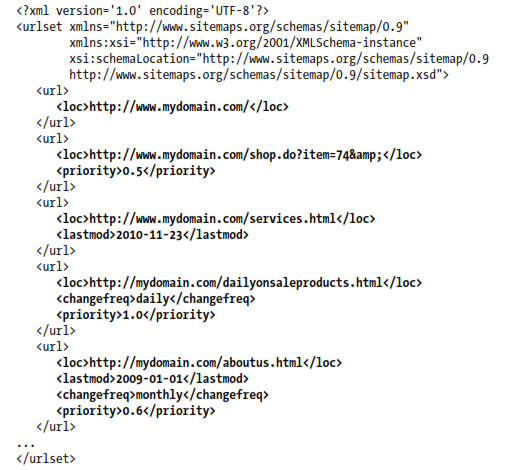 <?xml version='1.0' encoding='UTF-8'?>
<urlset xmlns="http://www.sitemaps.org/schemas/sitemap/0.9"
xmlns:xsi="http://www.w3.org/2001/XMLSchema-instance"
xsi:schemaLocation="http://www.sitemaps.org/schemas/sitemap/0.9
http://www.sitemaps.org/schemas/sitemap/0.9/sitemap.xsd">
<url>
<loc>http://www.mydomain.com/</loc>
</url>
<url>
<loc>http://www.mydomain.com/shop.do?item=74&amp;</loc>
<priority>0.5</priority>
</url>
<url>
<loc>http://www.mydomain.com/services.html</loc>
<lastmod>2010-11-23</lastmod>
</url>
<url>
<loc>http://mydomain.com/dailyonsaleproducts.html</loc>
<changefreq>daily</changefreq>
<priority>1.0</priority>
</url>
<url>
<loc>http://mydomain.com/aboutus.html</loc>
<lastmod>2009-01-01</lastmod>
<changefreq>monthly</changefreq>
<priority>0.6</priority>
</url>
...
</urlset>